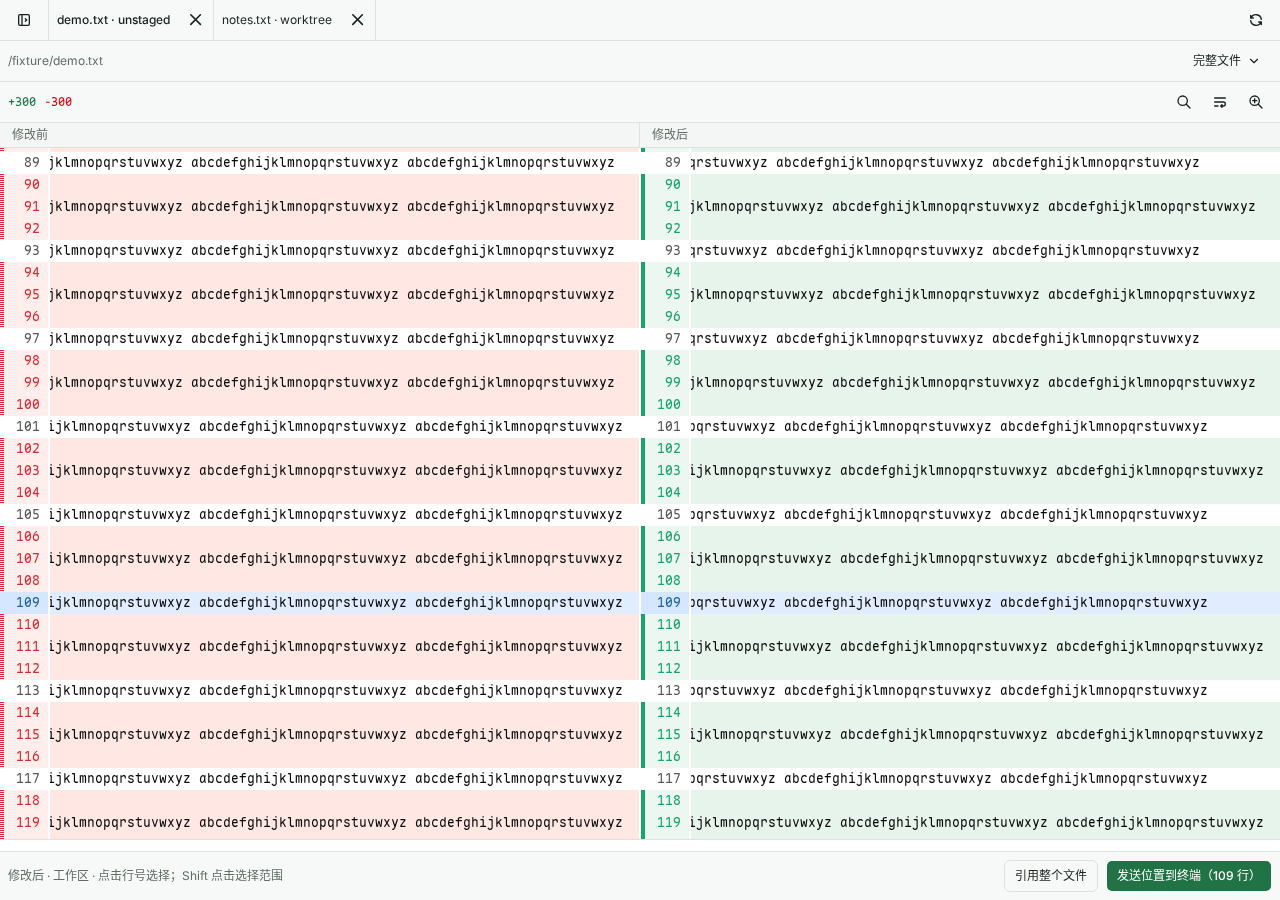 demo.txt · unstaged
notes.txt · worktree
/fixture/demo.txt
完整文件
+300 -300
修改前 修改后
89 jklmnopqrstuvwxyz abcdefghijklmnopqrstuvwxyz abcdefghijklmnopqrstuvwxyz 89 qrstuvwxyz abcdefghijklmnopqrstuvwxyz abcdefghijklmnopqrstuvwxyz
90 90
91 jklmnopqrstuvwxyz abcdefghijklmnopqrstuvwxyz abcdefghijklmnopqrstuvwxyz 91 jklmnopqrstuvwxyz abcdefghijklmnopqrstuvwxyz abcdefghijklmnopqrstuvwxyz
92 92
93 jklmnopqrstuvwxyz abcdefghijklmnopqrstuvwxyz abcdefghijklmnopqrstuvwxyz 93 qrstuvwxyz abcdefghijklmnopqrstuvwxyz abcdefghijklmnopqrstuvwxyz
94 94
95 jklmnopqrstuvwxyz abcdefghijklmnopqrstuvwxyz abcdefghijklmnopqrstuvwxyz 95 jklmnopqrstuvwxyz abcdefghijklmnopqrstuvwxyz abcdefghijklmnopqrstuvwxyz
96 96
97 jklmnopqrstuvwxyz abcdefghijklmnopqrstuvwxyz abcdefghijklmnopqrstuvwxyz 97 qrstuvwxyz abcdefghijklmnopqrstuvwxyz abcdefghijklmnopqrstuvwxyz
98 98
99 jklmnopqrstuvwxyz abcdefghijklmnopqrstuvwxyz abcdefghijklmnopqrstuvwxyz 99 jklmnopqrstuvwxyz abcdefghijklmnopqrstuvwxyz abcdefghijklmnopqrstuvwxyz
100 100
101 ijklmnopqrstuvwxyz abcdefghijklmnopqrstuvwxyz abcdefghijklmnopqrstuvwxyz 101 pqrstuvwxyz abcdefghijklmnopqrstuvwxyz abcdefghijklmnopqrstuvwxyz
102 102
103 ijklmnopqrstuvwxyz abcdefghijklmnopqrstuvwxyz abcdefghijklmnopqrstuvwxyz 103 ijklmnopqrstuvwxyz abcdefghijklmnopqrstuvwxyz abcdefghijklmnopqrstuvwxyz
104 104
105 ijklmnopqrstuvwxyz abcdefghijklmnopqrstuvwxyz abcdefghijklmnopqrstuvwxyz 105 pqrstuvwxyz abcdefghijklmnopqrstuvwxyz abcdefghijklmnopqrstuvwxyz
106 106
107 ijklmnopqrstuvwxyz abcdefghijklmnopqrstuvwxyz abcdefghijklmnopqrstuvwxyz 107 ijklmnopqrstuvwxyz abcdefghijklmnopqrstuvwxyz abcdefghijklmnopqrstuvwxyz
108 108
109 ijklmnopqrstuvwxyz abcdefghijklmnopqrstuvwxyz abcdefghijklmnopqrstuvwxyz 109 pqrstuvwxyz abcdefghijklmnopqrstuvwxyz abcdefghijklmnopqrstuvwxyz
110 110
111 ijklmnopqrstuvwxyz abcdefghijklmnopqrstuvwxyz abcdefghijklmnopqrstuvwxyz 111 ijklmnopqrstuvwxyz abcdefghijklmnopqrstuvwxyz abcdefghijklmnopqrstuvwxyz
112 112
113 ijklmnopqrstuvwxyz abcdefghijklmnopqrstuvwxyz abcdefghijklmnopqrstuvwxyz 113 pqrstuvwxyz abcdefghijklmnopqrstuvwxyz abcdefghijklmnopqrstuvwxyz
114 114
115 ijklmnopqrstuvwxyz abcdefghijklmnopqrstuvwxyz abcdefghijklmnopqrstuvwxyz 115 ijklmnopqrstuvwxyz abcdefghijklmnopqrstuvwxyz abcdefghijklmnopqrstuvwxyz
116 116
117 ijklmnopqrstuvwxyz abcdefghijklmnopqrstuvwxyz abcdefghijklmnopqrstuvwxyz 117 pqrstuvwxyz abcdefghijklmnopqrstuvwxyz abcdefghijklmnopqrstuvwxyz
118 118
119 ijklmnopqrstuvwxyz abcdefghijklmnopqrstuvwxyz abcdefghijklmnopqrstuvwxyz 119 ijklmnopqrstuvwxyz abcdefghijklmnopqrstuvwxyz abcdefghijklmnopqrstuvwxyz
修改后 · 工作区 · 点击行号选择；Shift 点击选择范围
引用整个文件
发送位置到终端（109 行）